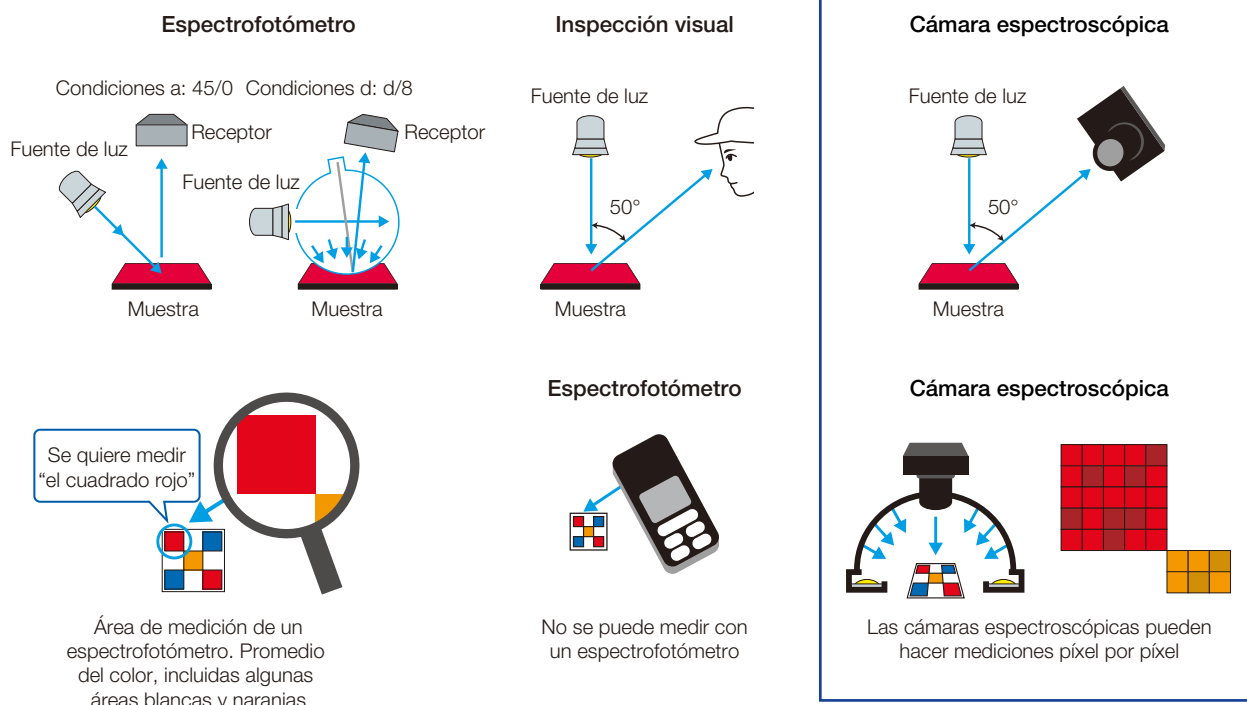 Espectrofotómetro
Condiciones a: 45/0 Condiciones d: d/8
Receptor
Receptor
Fuente de luz
Fuente de luz
Muestra
Muestra
Inspección visual
Fuente de luz
50°
Muestra
Cámara espectroscópica
Fuente de luz
50°
Muestra
Se quiere medir
“el cuadrado rojo”
Área de medición de un
espectrofotómetro. Promedio
del color, incluidas algunas
áreas blancas y naranjas
Espectrofotómetro
No se puede medir con
un espectrofotómetro
Cámara espectroscópica
Las cámaras espectroscópicas pueden
hacer mediciones píxel por píxel